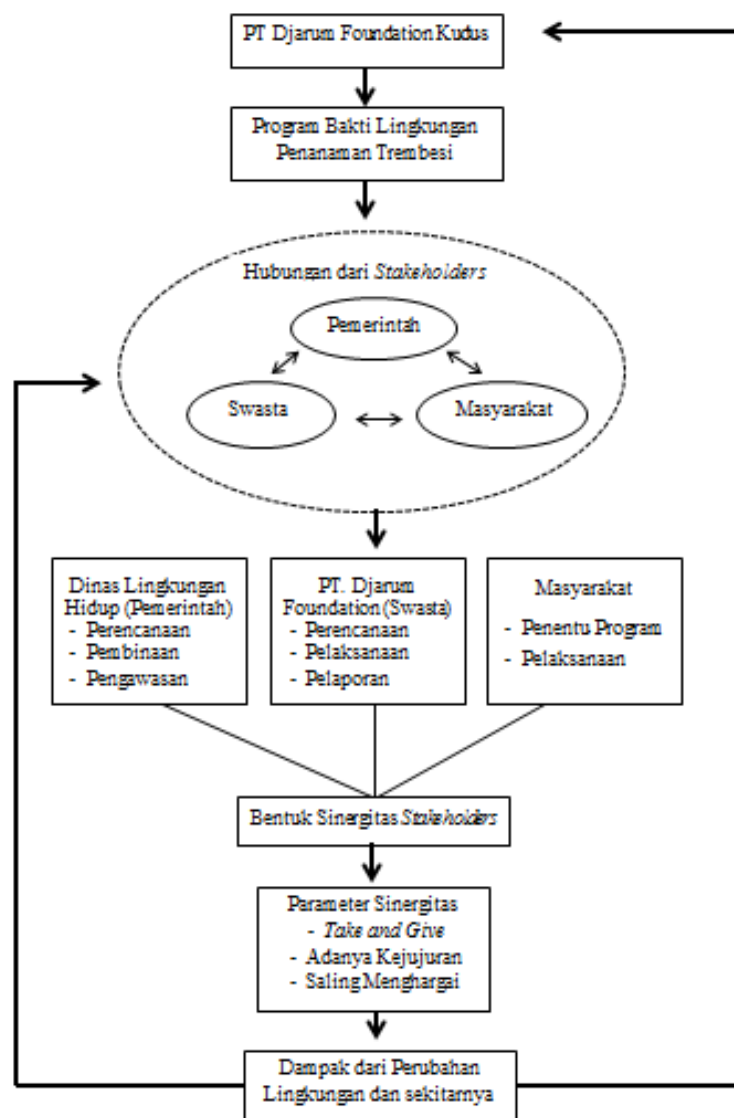 PT Djarum Foundation Kudus
Program Bakti Lingkungan
Penanaman Trembesi
Hubungan dari Stakeholders
Pemerintah
Swasta
Masyarakat
Dinas Lingkungan
Hidup (Pemerintah)
- Perencanaan
- Pembinaan
- Pengawasan
PT. Djarum
Foundation (Swasta)
- Perencanaan
- Pelaksanaan
- Pelaporan
Masyarakat
- Penentu Program
- Pelaksanaan
Bentuk Sinergitas Stakeholders
Parameter Sinergitas
- Take and Give
- Adanya Kejujuran
- Saling Menghargai
Dampak dari Perubahan
Lingkungan dan sekitarnya